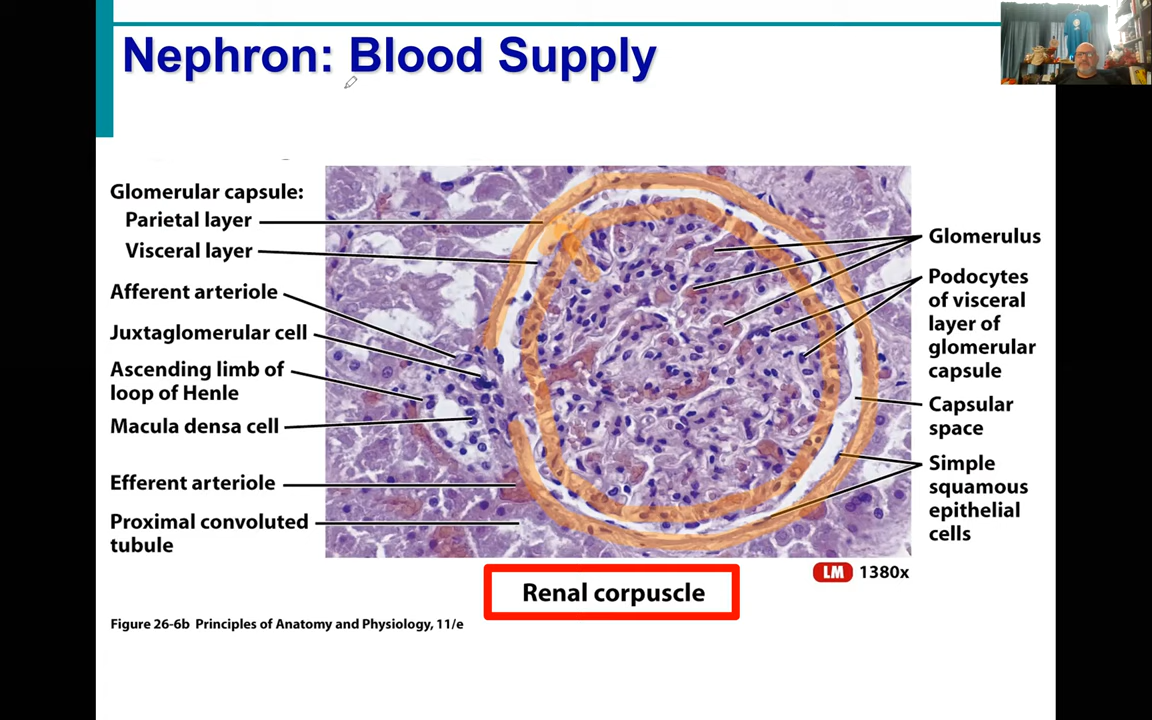 Nephron: Blood Supply
Glomerular capsule:
Parietal layer
Visceral layer
Afferent arteriole
Juxtaglomerular cell
Ascending limb of
loop of Henle
Macula densa cell
Efferent arteriole
Proximal convoluted
tubule
Glomerulus
Podocytes
of visceral
layer of
glomerular
capsule
Capsular
space
Simple
squamous
epithelial
cells
LM 1380x
Renal corpuscle
Figure 26-6b Principles of Anatomy and Physiology, 11/e